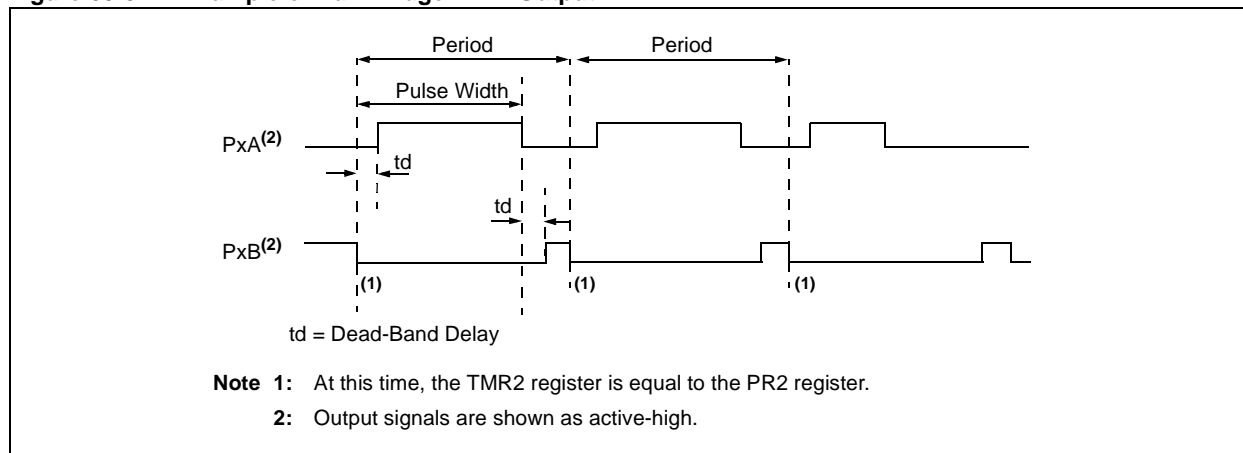 Period Period
Pulse Width
PxA(2)
td
td
PxB(2)
(1) (1) (1)
td = Dead-Band Delay
Note 1: At this time, the TMR2 register is equal to the PR2 register.
2: Output signals are shown as active-high.